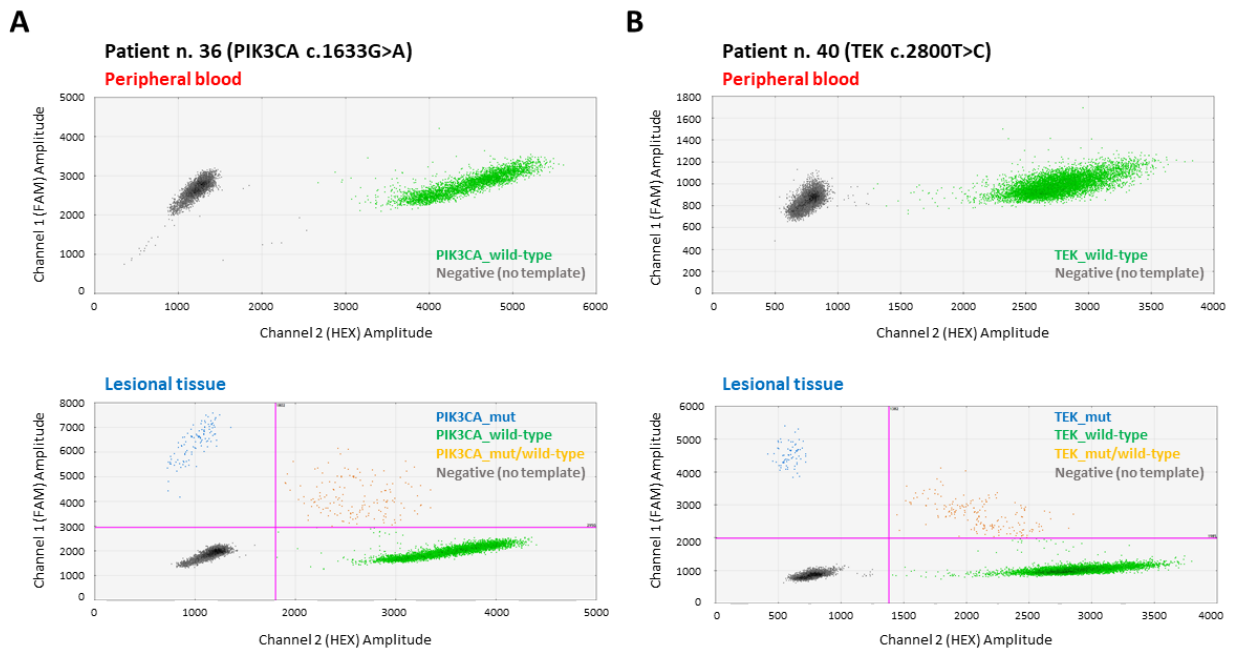 A
Patient n. 36 (PIK3CA c.1633G>A)
Peripheral blood
5000
4000
3000
2000
1000
0
Channel 1 (FAM) Amplitude
PIK3CA_wild-type
Negative (no template)
0 1000 2000 3000 4000 5000 6000
Channel 2 (HEX) Amplitude
Lesional tissue
8000
7000
6000
5000
4000
3000
2000
1000
0
Channel 1 (FAM) Amplitude
PIK3CA_mut
PIK3CA_wild-type
PIK3CA_mut/wild-type
Negative (no template)
0 1000 2000 3000 4000 5000
Channel 2 (HEX) Amplitude
B
Patient n. 40 (TEK c.2800T>C)
Peripheral blood
1800
1600
1400
1200
1000
800
600
400
200
0
Channel 1 (FAM) Amplitude
TEK_wild-type
Negative (no template)
0 500 1000 1500 2000 2500 3000 3500 4000
Channel 2 (HEX) Amplitude
Lesional tissue
6000
5000
4000
3000
2000
1000
0
Channel 1 (FAM) Amplitude
TEK_mut
TEK_wild-type
TEK_mut/wild-type
Negative (no template)
0 500 1000 1500 2000 2500 3000 3500 4000
Channel 2 (HEX) Amplitude